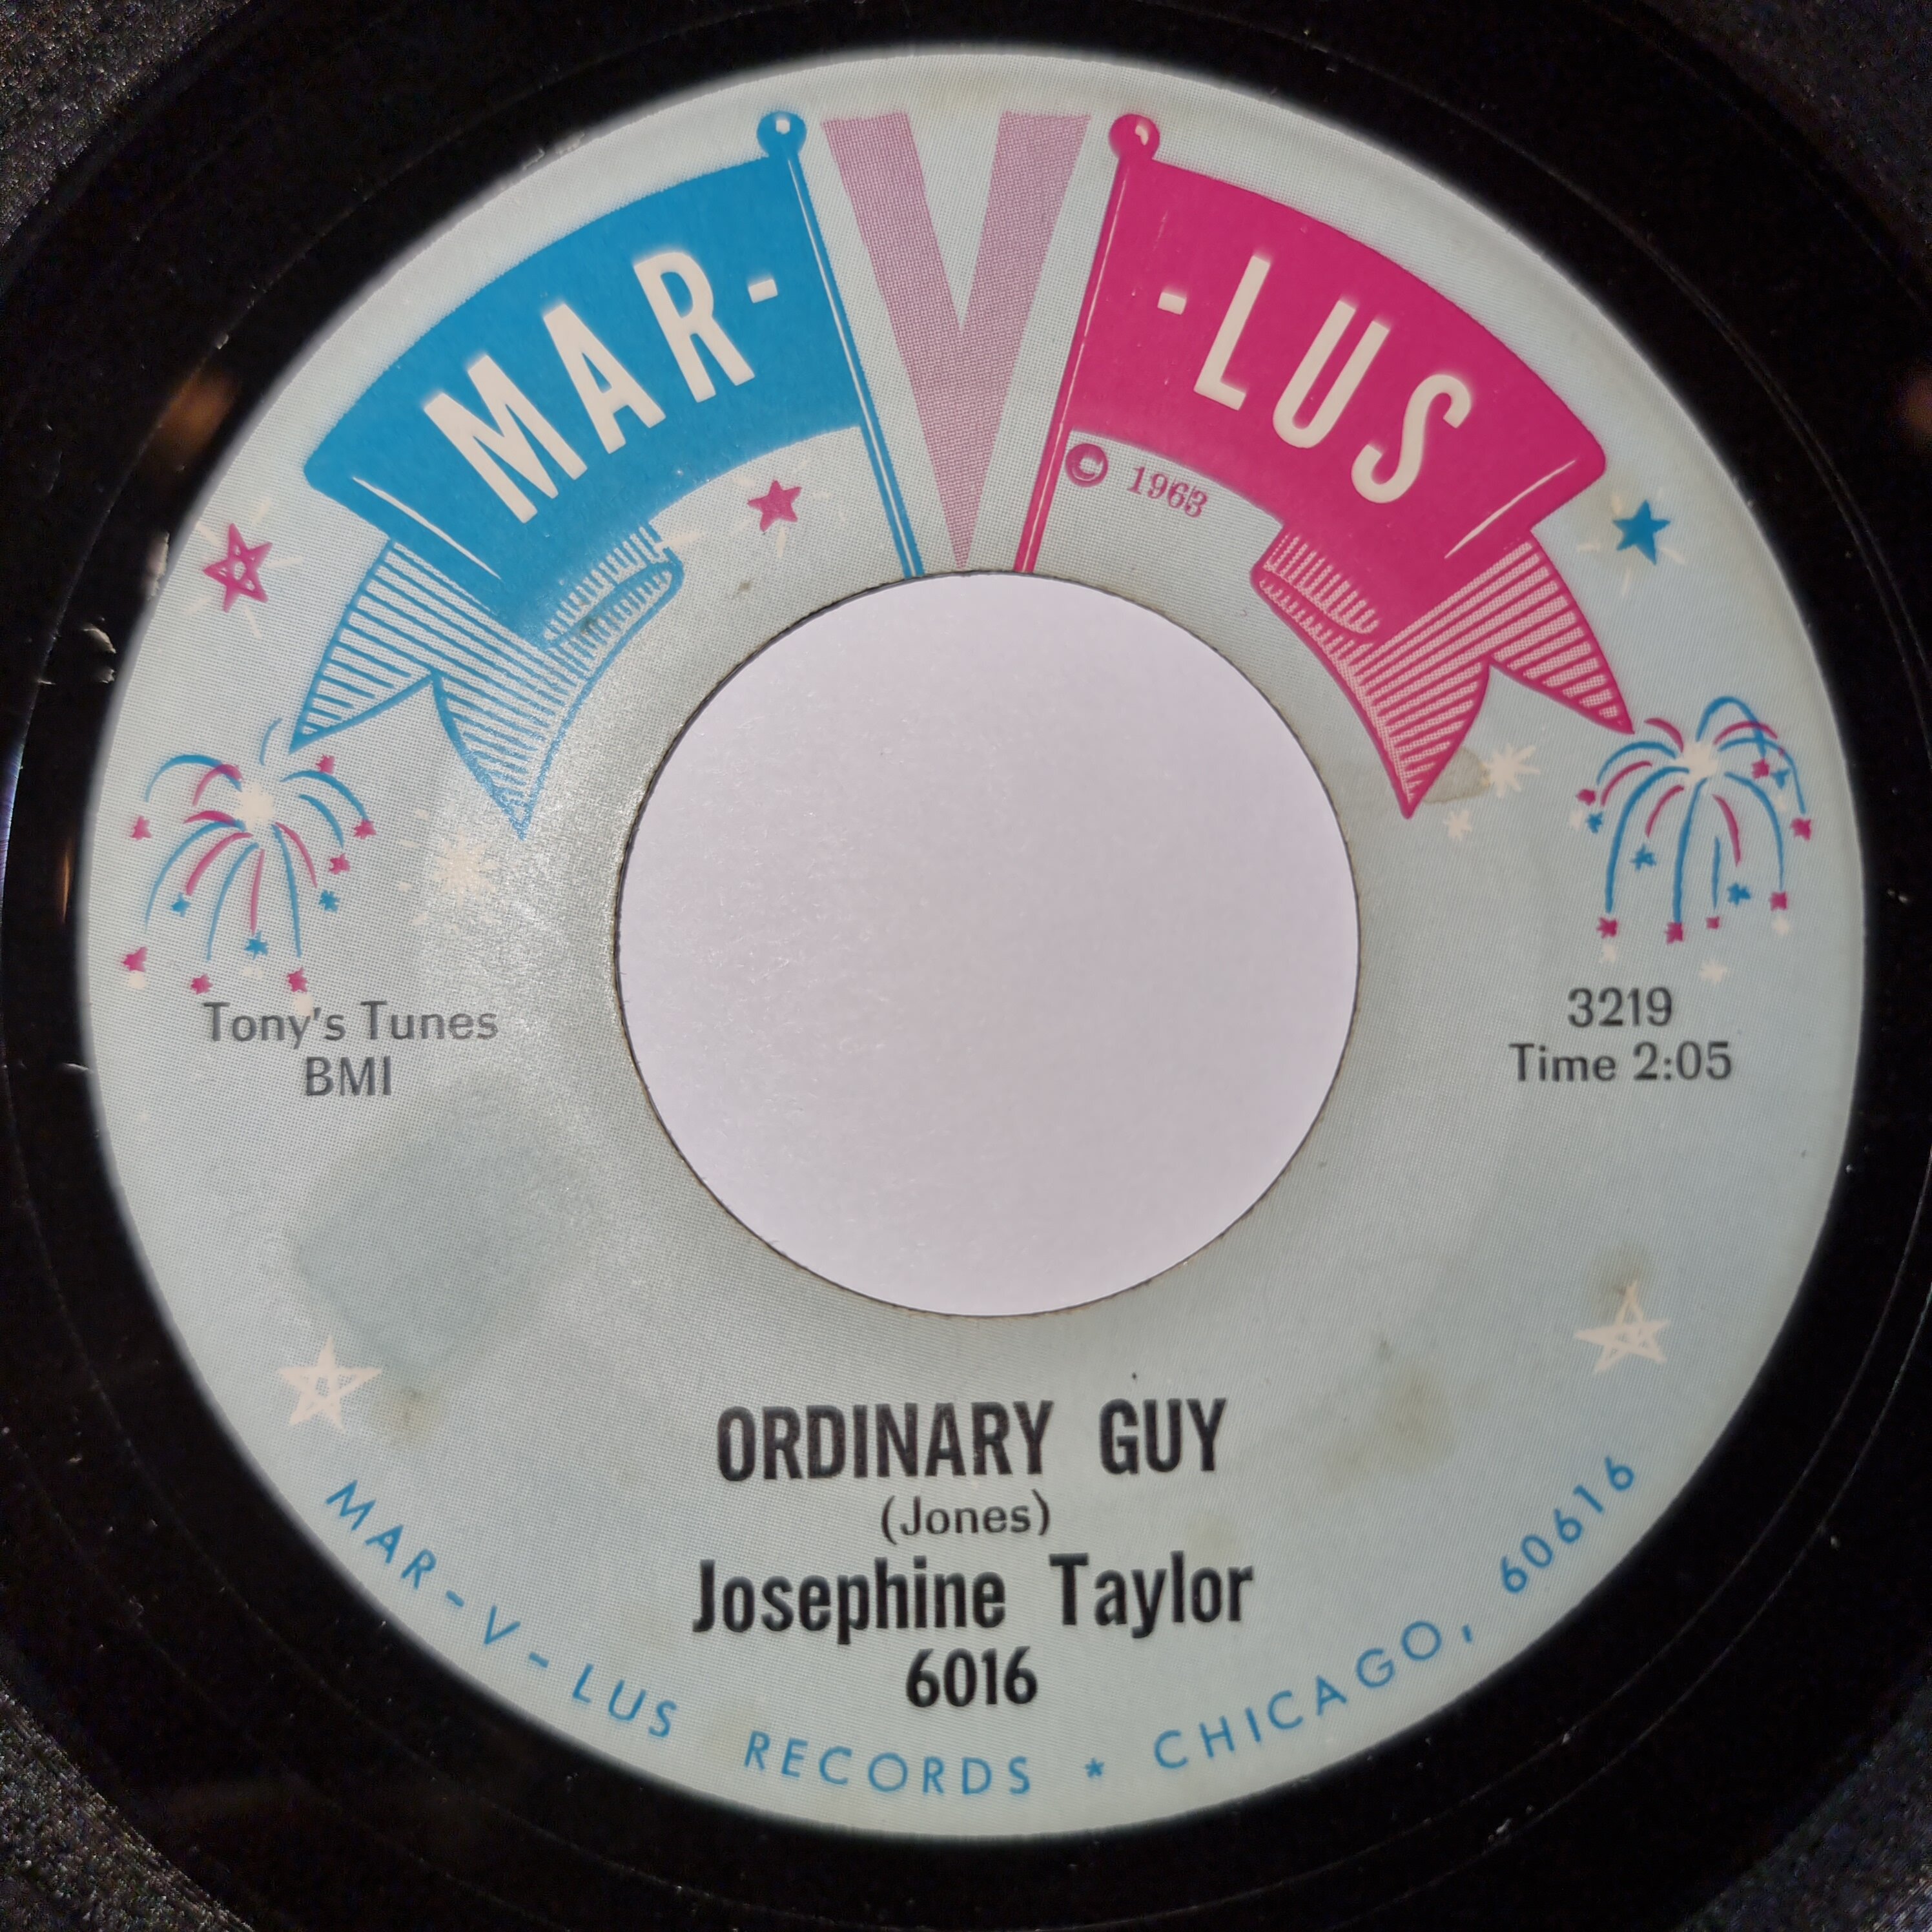 MAR-V-LUS
© 1963
Tony's Tunes
BMI
3219
Time 2:05
ORDINARY GUY
(Jones)
Josephine Taylor
6016
MAR-V-LUS RECORDS * CHICAGO, 60616